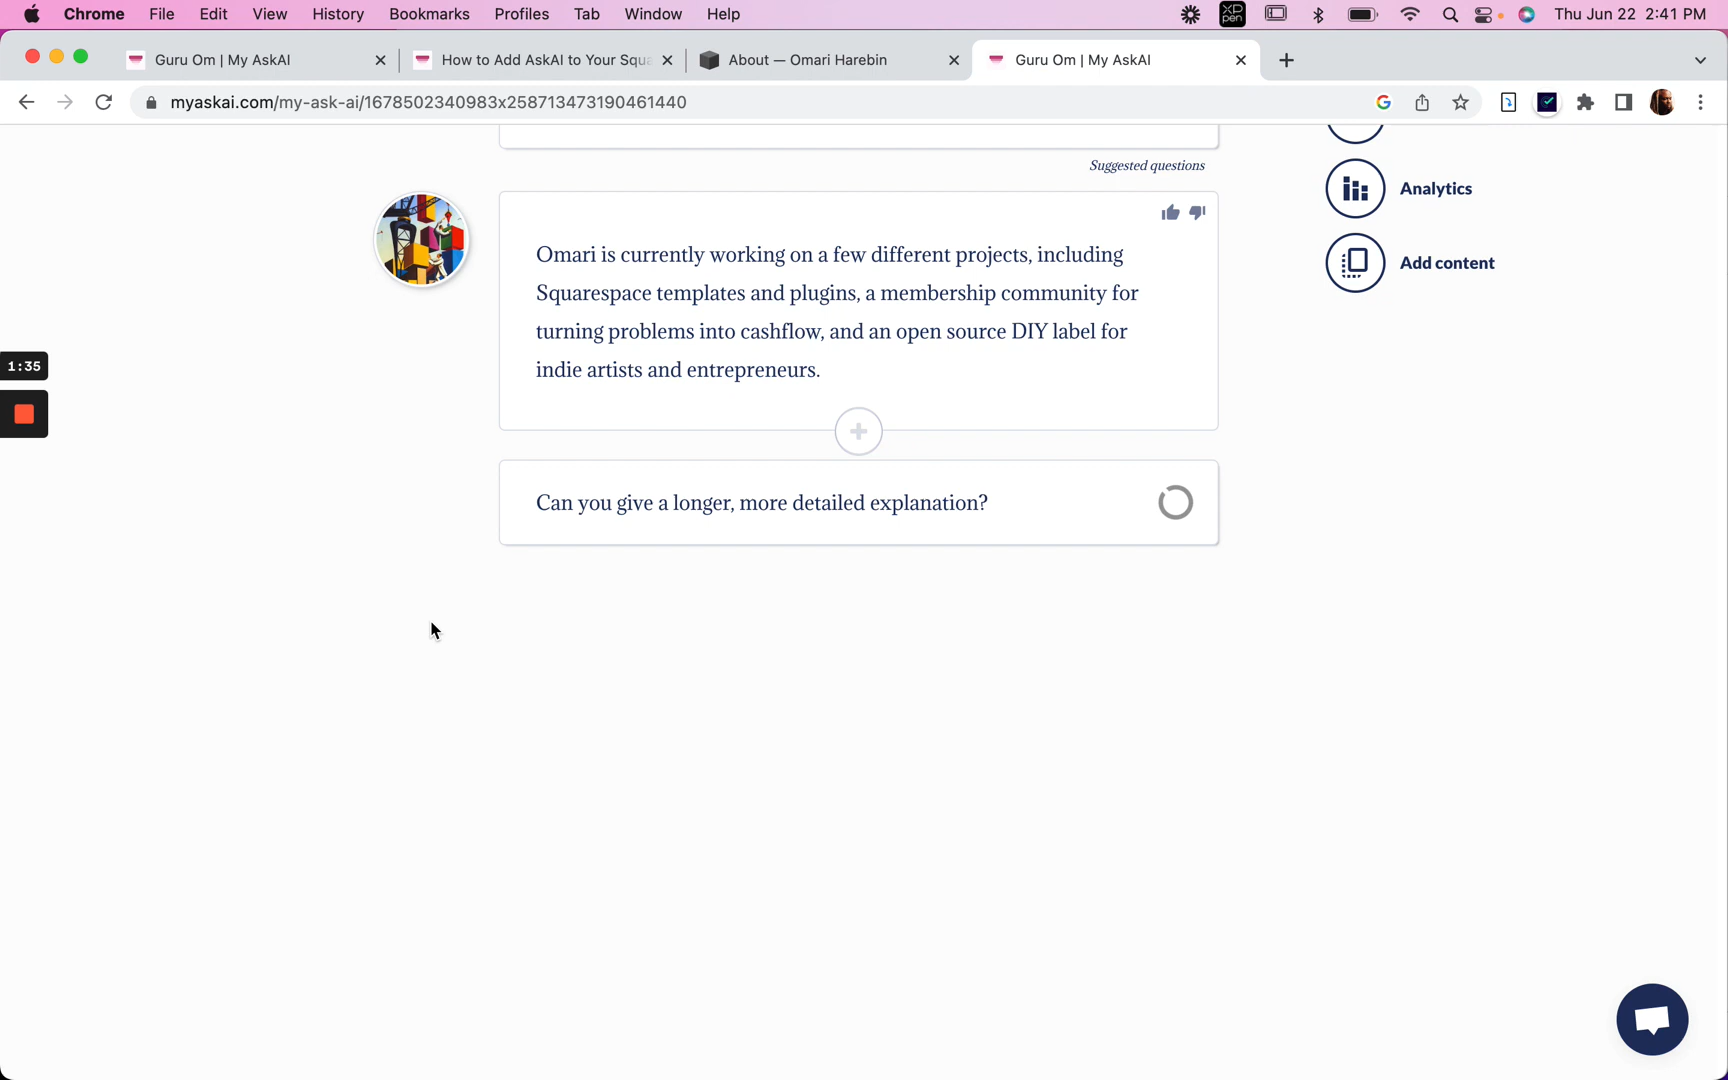 Chrome File Edit View History Bookmarks Profiles Tab Window Help XP pen Thu Jun 22 2:41 PM
Guru Om | My AskAI How to Add AskAI to Your Squa About — Omari Harebin Guru Om | My AskAI
myaskai.com/my-ask-ai/1678502340983x258713473190461440
Suggested questions
Analytics
Omari is currently working on a few different projects, including
Add content
Squarespace templates and plugins, a membership community for
turning problems into cashflow, and an open source DIY label for
1:35
indie artists and entrepreneurs.
Can you give a longer, more detailed explanation?